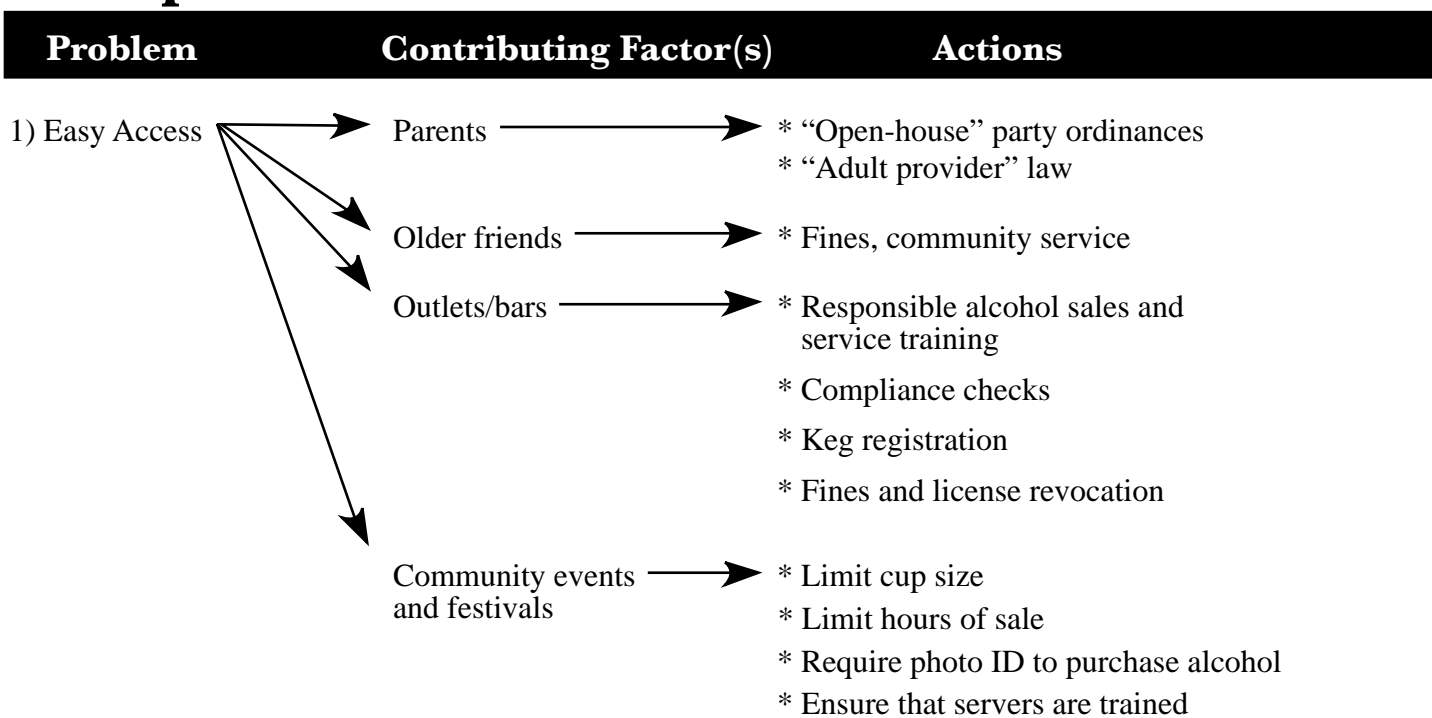 Problem Contributing Factor(s) Actions
1) Easy Access Parents * “Open-house” party ordinances
* “Adult provider” law
Older friends * Fines, community service
Outlets/bars * Responsible alcohol sales and
service training
* Compliance checks
* Keg registration
* Fines and license revocation
Community events * Limit cup size
and festivals
* Limit hours of sale
* Require photo ID to purchase alcohol
* Ensure that servers are trained